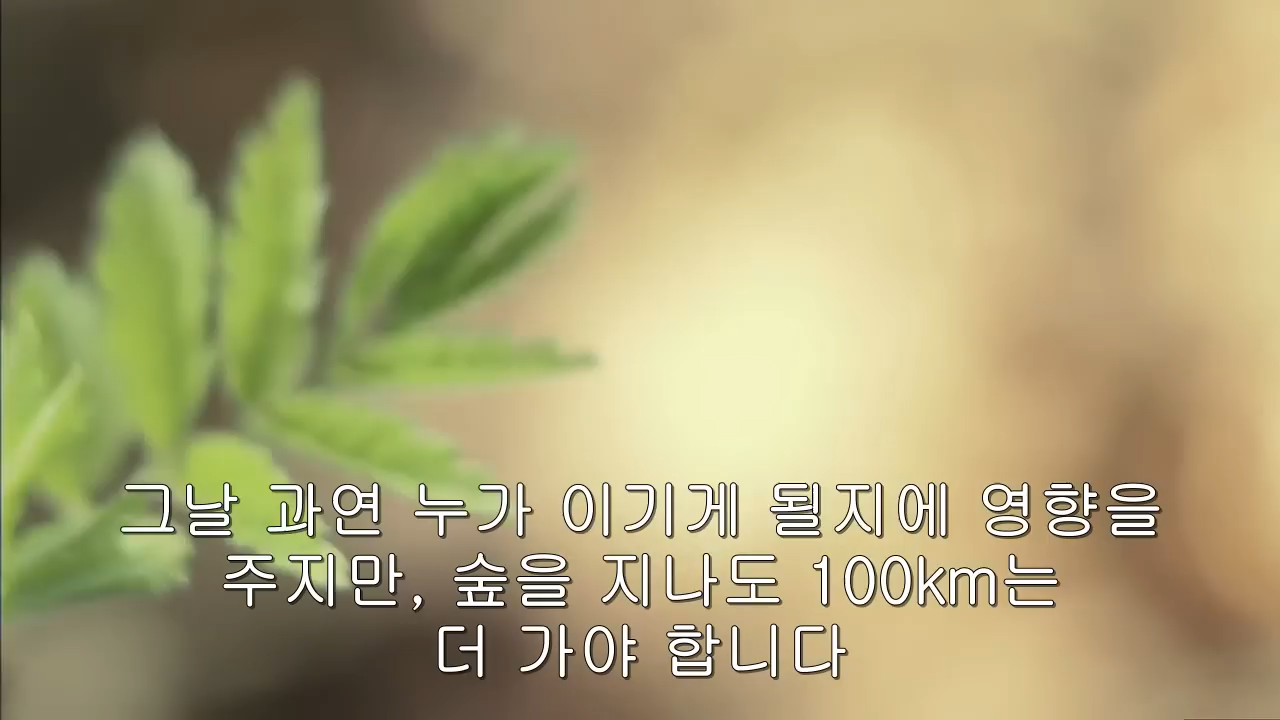 그날 과연 누가 이기게 될지에 영향을
주지만, 숲을 지나도 100km는
더 가야 합니다